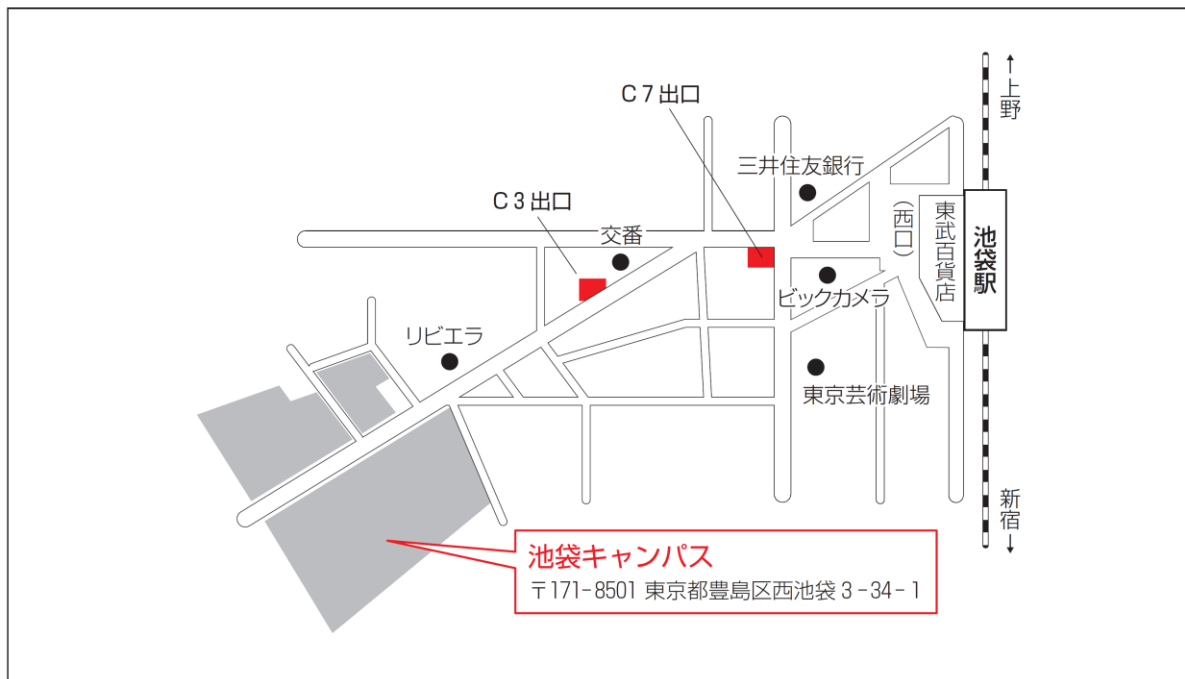 上野
C7出口
三井住友銀行
C3出口
交番
(西口)
東武百貨店
池袋駅
ビックカメラ
リビエラ
東京芸術劇場
新宿
池袋キャンパス
〒171-8501 東京都豊島区西池袋3-34-1